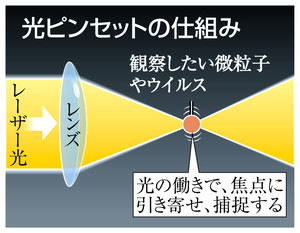 光ピンセットの仕組み
観察したい微粒子
やウイルス
レーザー光
レンズ
光の働きで、焦点に
引き寄せ、捕捉する